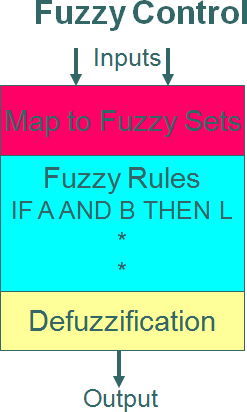 Fuzzy Control
Inputs
Map to Fuzzy Sets
Fuzzy Rules
IF A AND B THEN L
*
*
Defuzzification
Output